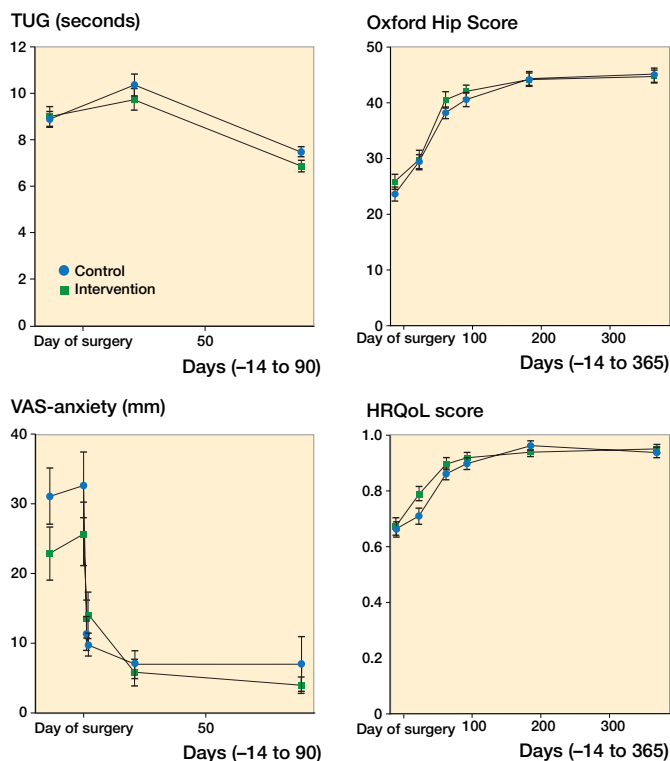 TUG (seconds)
12
10
8
6
4
2
0
Control
Intervention
Day of surgery 50
Days (–14 to 90)
Oxford Hip Score
50
40
30
20
10
0
Day of surgery 100 200 300
Days (–14 to 365)
VAS-anxiety (mm)
40
30
20
10
0
Day of surgery 50
Days (–14 to 90)
HRQoL score
1.0
0.8
0.6
0.4
0.2
0
Day of surgery 100 200 300
Days (–14 to 365)